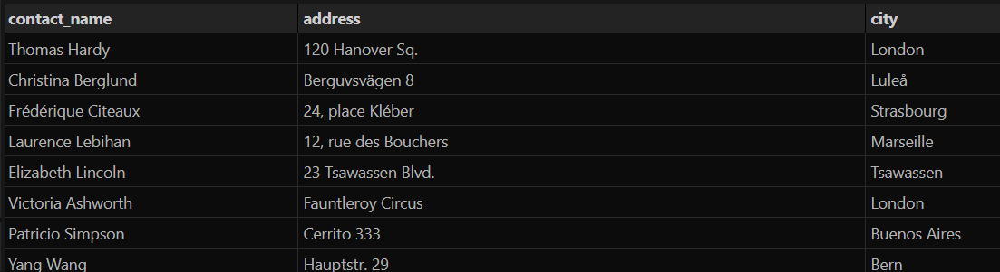 contact_name address city
Thomas Hardy 120 Hanover Sq. London
Christina Berglund Berguvsvägen 8 Luleå
Frédérique Citeaux 24, place Kléber Strasbourg
Laurence Lebihan 12, rue des Bouchers Marseille
Elizabeth Lincoln 23 Tsawassen Blvd. Tsawassen
Victoria Ashworth Fauntleroy Circus London
Patricio Simpson Cerrito 333 Buenos Aires
Yang Wang Hauptstr. 29 Bern